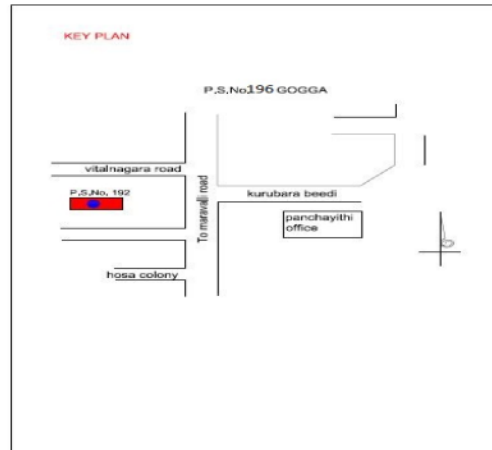 KEY PLAN
P.S.No196 GOGGA
vitalnagara road
P.S.No. 192
To maravalli road
kurubara beedi
panchayithi
office
hosa colony